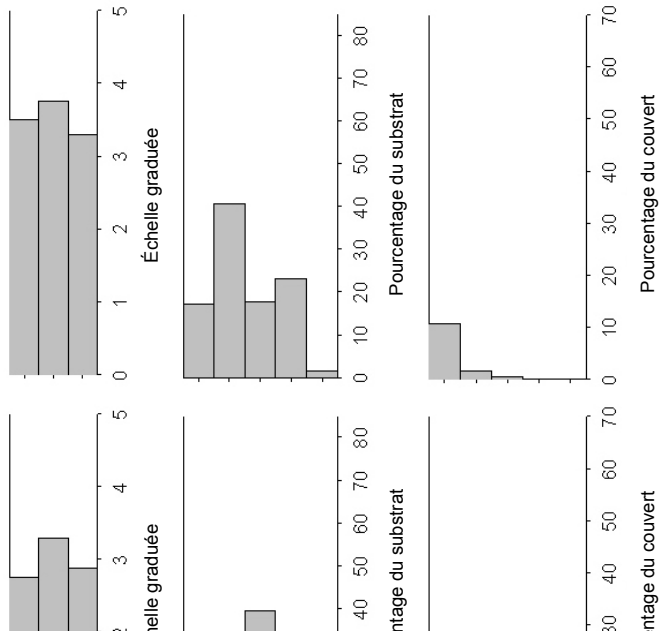 2 3 4 5
helle graduée
0 1 2 3 4 5
Échelle graduée
40 50 60 70 80
ntage du substrat
0 10 20 30 40 50 60 70 80
Pourcentage du substrat
30 40 50 60 70
entage du couvert
0 10 20 30 40 50 60 70
Pourcentage du couvert